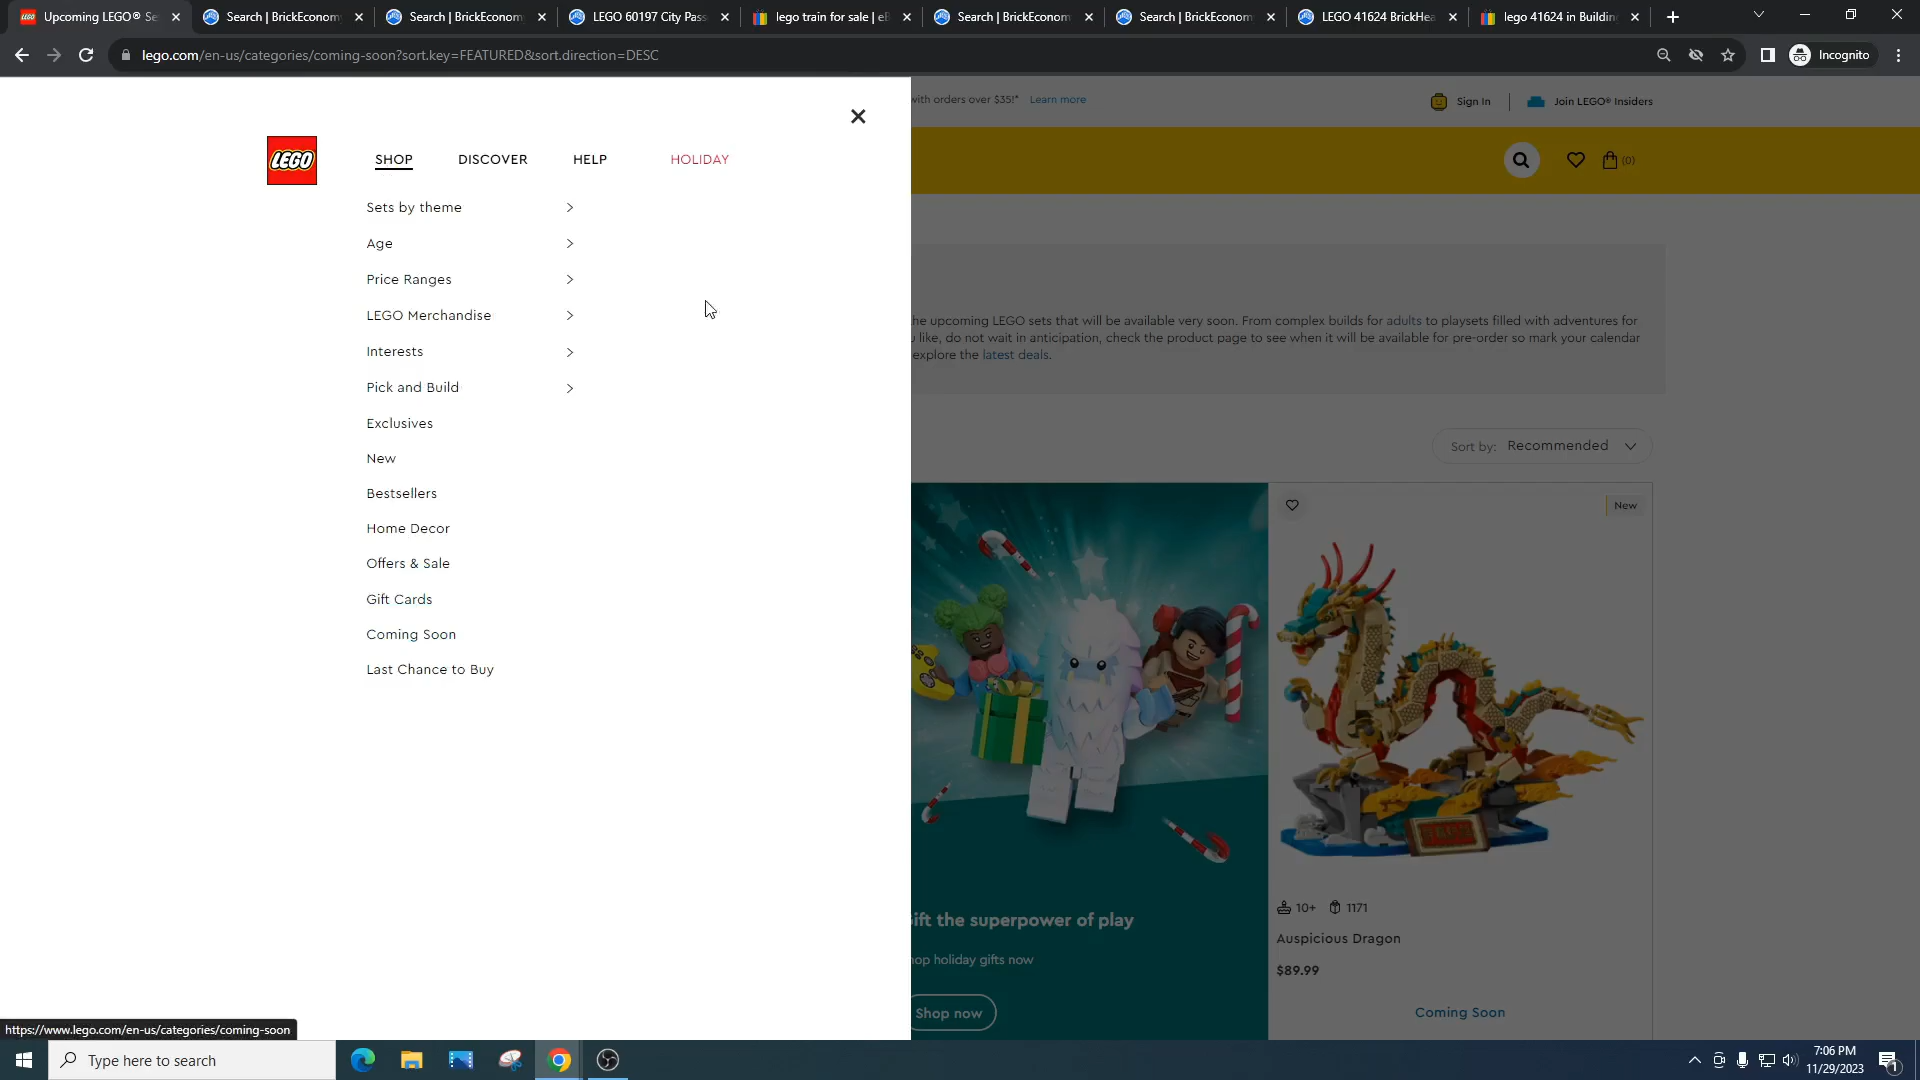 Upcoming LEGO® Se
Search | BrickEconom
Search | BrickEconom
LEGO 60197 City Pass
lego train for sale | eB
Search | BrickEconom
Search | BrickEconom
LEGO 41624 BrickHea
lego 41624 in Building
lego.com/en-us/categories/coming-soon?sort.key=FEATURED&sort.direction=DESC
Incognito
with orders over $35!* Learn more
Sign In
Join LEGO® Insiders
LEGO
SHOP
DISCOVER
HELP
HOLIDAY
(0)
Sets by theme
Age
Price Ranges
LEGO Merchandise
Interests
Pick and Build
Exclusives
New
Bestsellers
Home Decor
Offers & Sale
Gift Cards
Coming Soon
Last Chance to Buy
he upcoming LEGO sets that will be available very soon. From complex builds for adults to playsets filled with adventures for
like, do not wait in anticipation, check the product page to see when it will be available for pre-order so mark your calendar
explore the latest deals.
Sort by: Recommended
New
ift the superpower of play
hop holiday gifts now
Shop now
10+ 1171
Auspicious Dragon
$89.99
Coming Soon
https://www.lego.com/en-us/categories/coming-soon
Type here to search
7:06 PM
11/29/2023
1